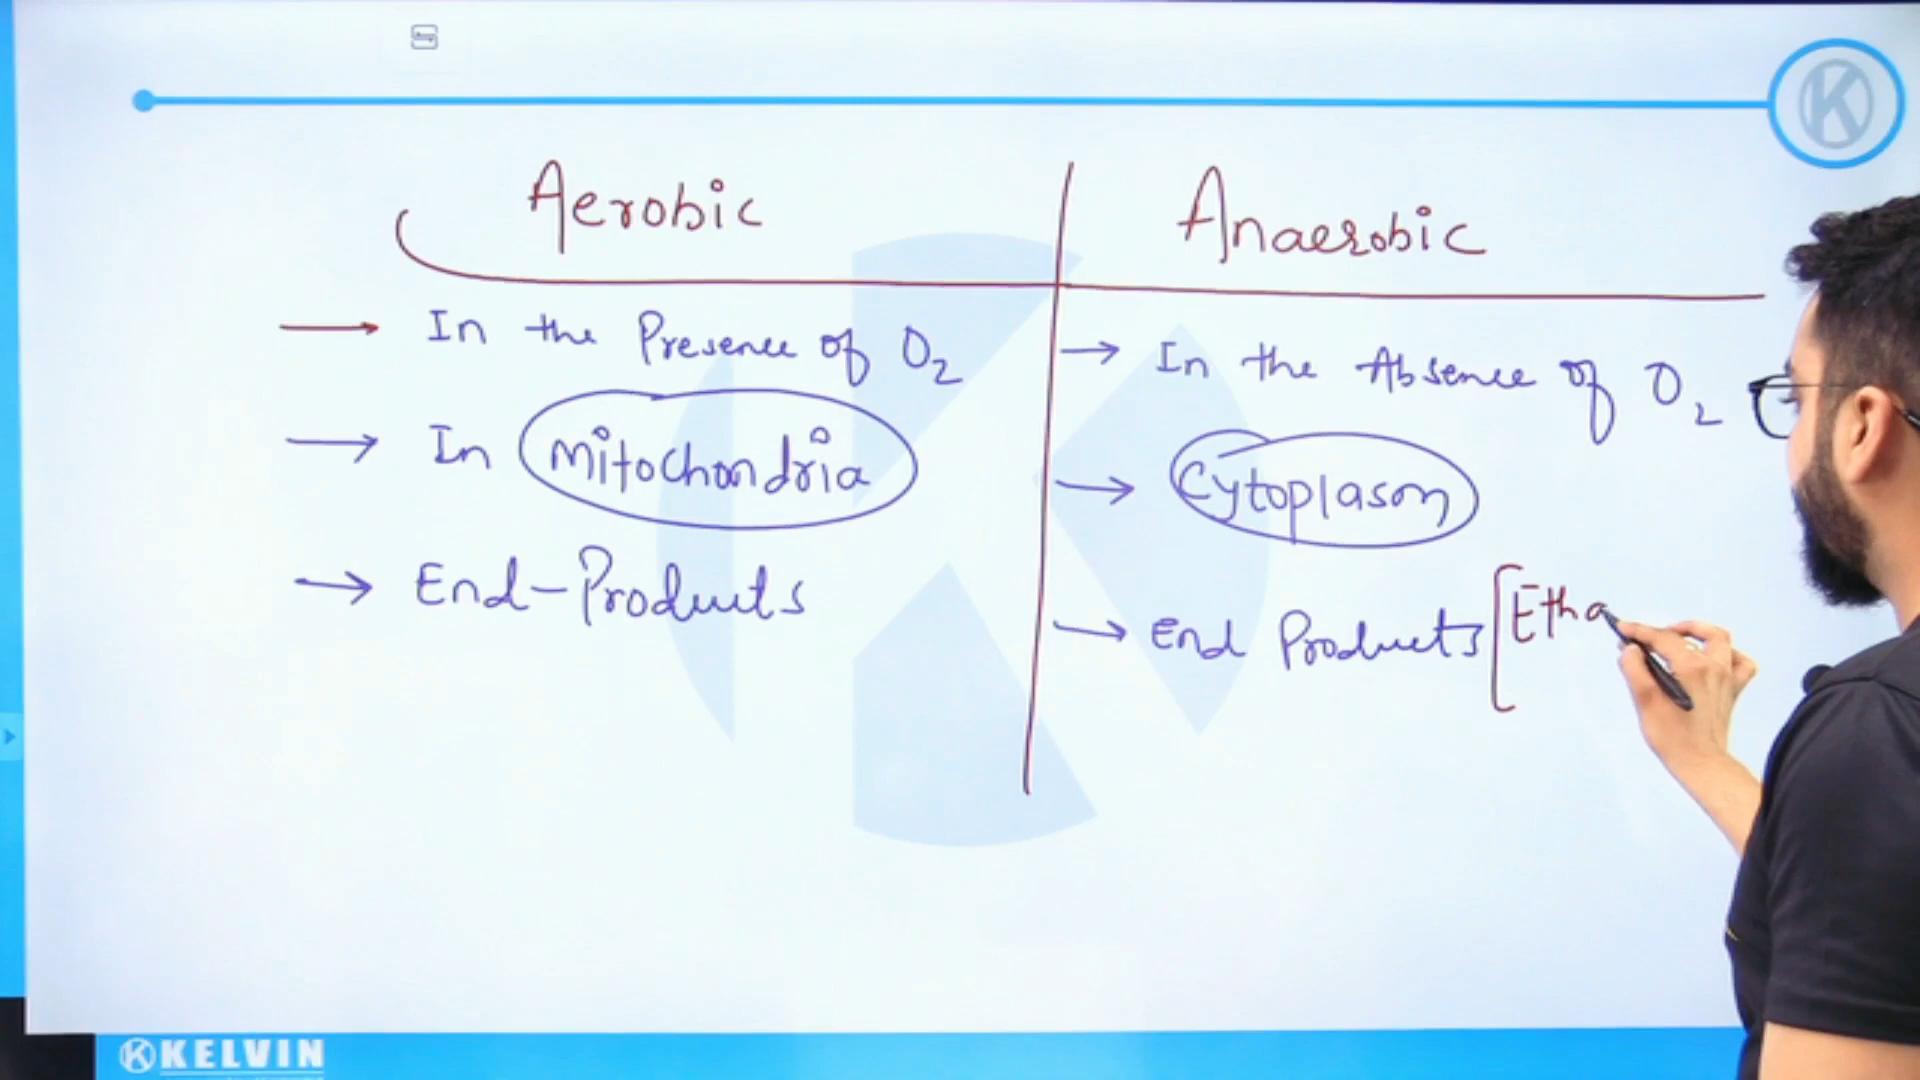 Aerobic
Anaerobic
In the Presence of O2
In the Absence of O2
In Mitochondria
Cytoplasm
End-Products
End Products [Etha
KELVIN